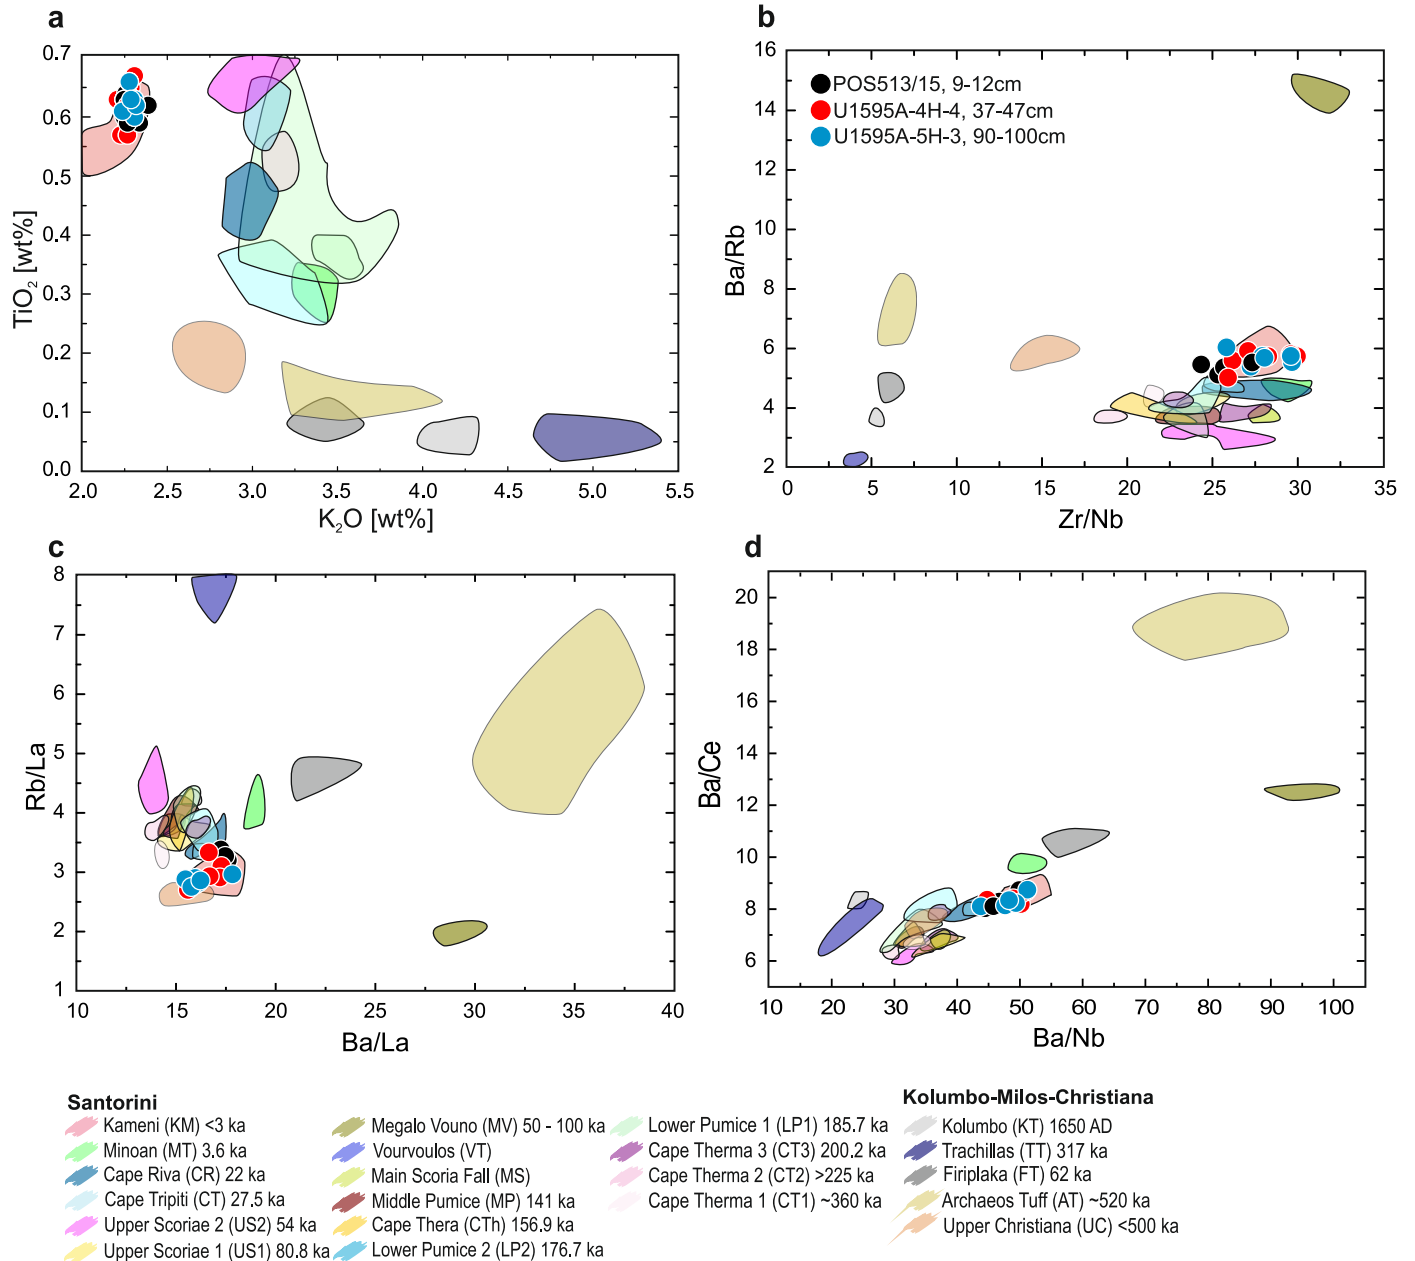 a
0.7
0.6
0.5
0.4
0.3
0.2
0.1
0.0
TiO2 [wt%]
2.0 2.5 3.0 3.5 4.0 4.5 5.0 5.5
K2O [wt%]
b
16
14
12
10
8
6
4
2
Ba/Rb
POS513/15, 9-12cm
U1595A-4H-4, 37-47cm
U1595A-5H-3, 90-100cm
0 5 10 15 20 25 30 35
Zr/Nb
c
8
7
6
5
4
3
2
1
Rb/La
10 15 20 25 30 35 40
Ba/La
d
20
18
16
14
12
10
8
6
Ba/Ce
10 20 30 40 50 60 70 80 90 100
Ba/Nb
Santorini
Kameni (KM) <3 ka
Minoan (MT) 3.6 ka
Cape Riva (CR) 22 ka
Cape Tripiti (CT) 27.5 ka
Upper Scoriae 2 (US2) 54 ka
Upper Scoriae 1 (US1) 80.8 ka
Megalo Vouno (MV) 50 - 100 ka
Vourvoulos (VT)
Main Scoria Fall (MS)
Middle Pumice (MP) 141 ka
Cape Thera (CTh) 156.9 ka
Lower Pumice 2 (LP2) 176.7 ka
Lower Pumice 1 (LP1) 185.7 ka
Cape Therma 3 (CT3) 200.2 ka
Cape Therma 2 (CT2) >225 ka
Cape Therma 1 (CT1) ~360 ka
Kolumbo-Milos-Christiana
Kolumbo (KT) 1650 AD
Trachillas (TT) 317 ka
Firiplaka (FT) 62 ka
Archaeos Tuff (AT) ~520 ka
Upper Christiana (UC) <500 ka